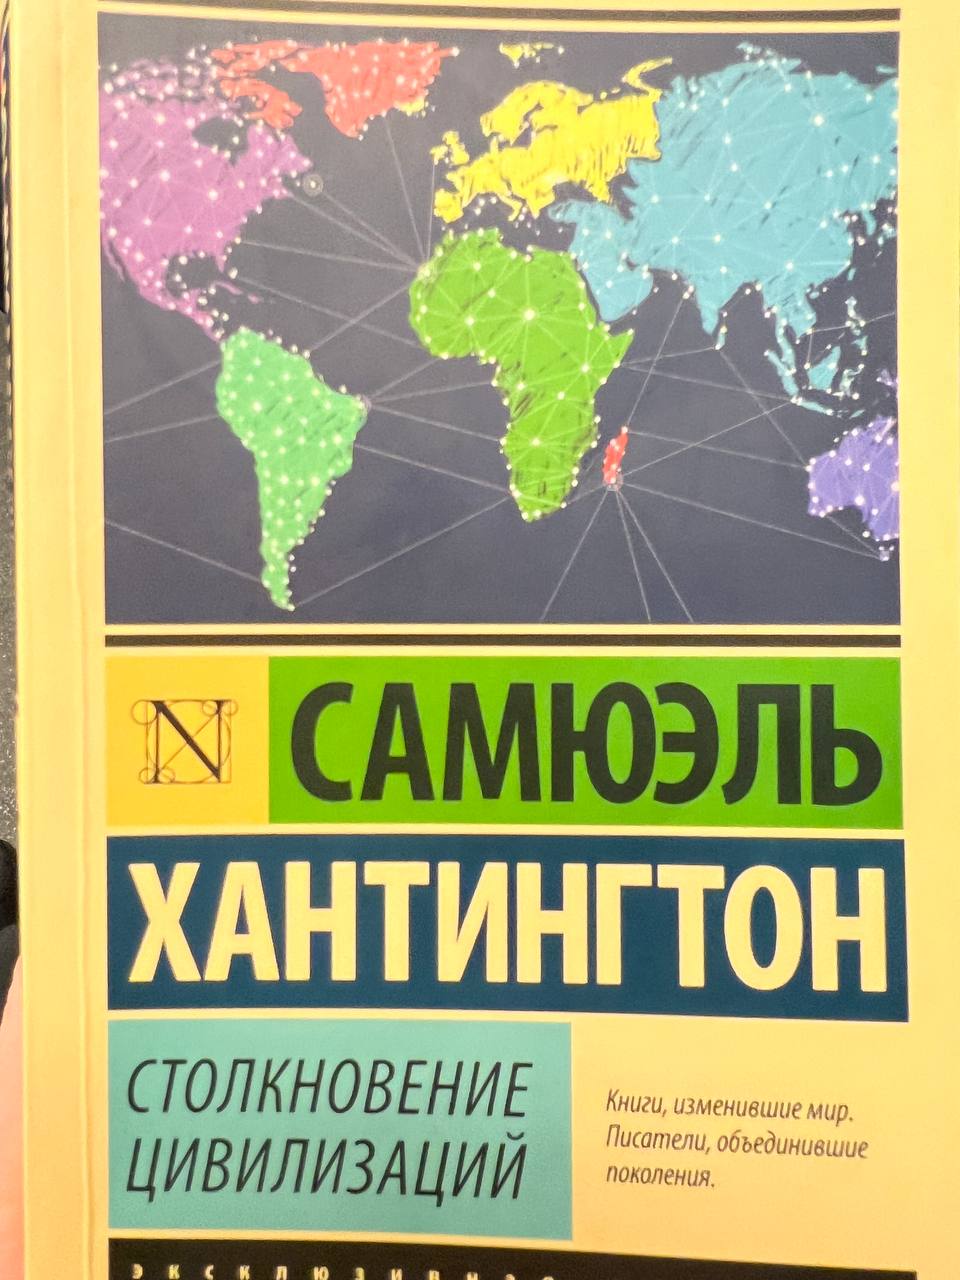 N
САМЮЭЛЬ
ХАНТИНГТОН
СТОЛКНОВЕНИЕ
ЦИВИЛИЗАЦИЙ
Книги, изменившие мир.
Писатели, объединившие
поколения.